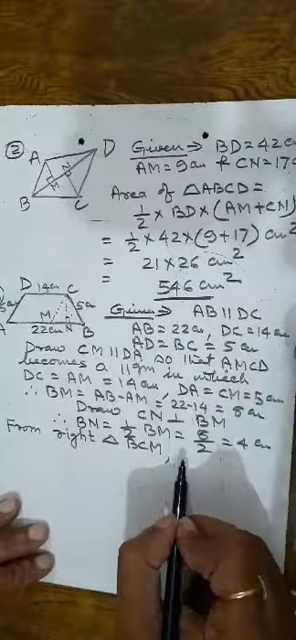 ②
A D
B C
M N
Given → BD = 42 cm
AM = 9 cm & CN = 17 c
Area of △ABCD =
1/2 × BD × (AM + CN)
= 1/2 × 42 × (9 + 17) cm²
= 21 × 26 cm²
= 546 cm²
D 14cm C
5cm
M N B
22cm
Given → AB ∥ DC
AB = 22cm, DC = 14 cm
AD = BC = 5 cm
Draw CM ∥ DA so that AMCD
becomes a ∥gm in which
DC = AM = 14 cm, DA = CM = 5 cm
∴ BM = AB - AM = 22 - 14 = 8 cm
Draw CN ⊥ BM
∴ BN = 1/2 BM = 8/2 = 4 cm
From right △ BCM,